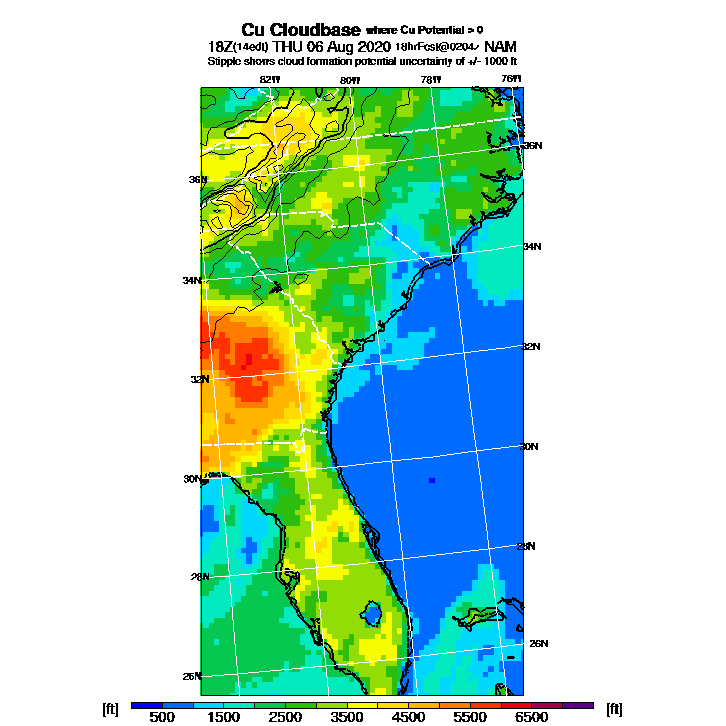 Cu Cloudbase where Cu Potential > 0
18Z(14edt) THU 06 Aug 2020 18hrFcst@0204z NAM
Stipple shows cloud formation potential uncertainty of +/- 1000 ft
82W 80W 78W 76W
36N 36N
34N 34N
32N 32N
30N 30N
28N 28N
26N 26N
[ft] 500 1500 2500 3500 4500 5500 6500 [ft]